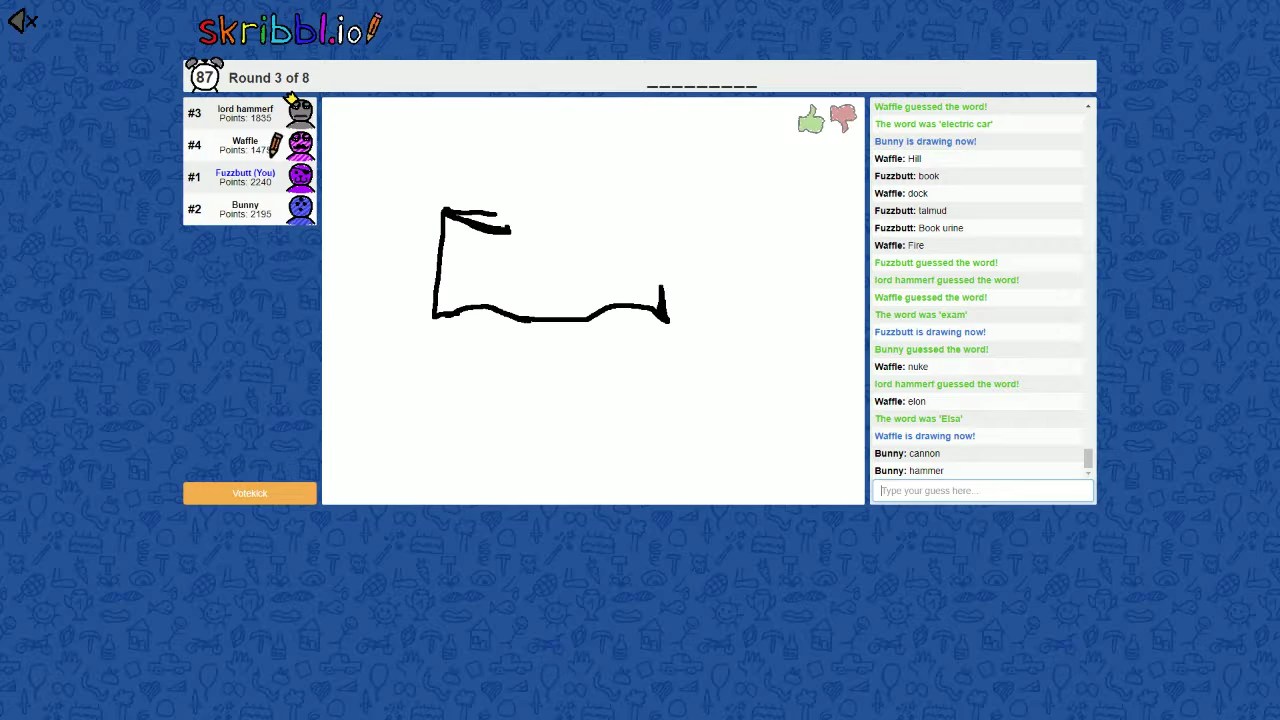 skribbl.io
87
Round 3 of 8
_________
#3
lord hammerf
Points: 1835
#4
Waffle
Points: 1475
#1
Fuzzbutt (You)
Points: 2240
#2
Bunny
Points: 2195
Votekick
Waffle guessed the word!
The word was 'electric car'
Bunny is drawing now!
Waffle: Hill
Fuzzbutt: book
Waffle: dock
Fuzzbutt: talmud
Fuzzbutt: Book urine
Waffle: Fire
Fuzzbutt guessed the word!
lord hammerf guessed the word!
Waffle guessed the word!
The word was 'exam'
Fuzzbutt is drawing now!
Bunny guessed the word!
Waffle: nuke
lord hammerf guessed the word!
Waffle: elon
The word was 'Elsa'
Waffle is drawing now!
Bunny: cannon
Bunny: hammer
Type your guess here...